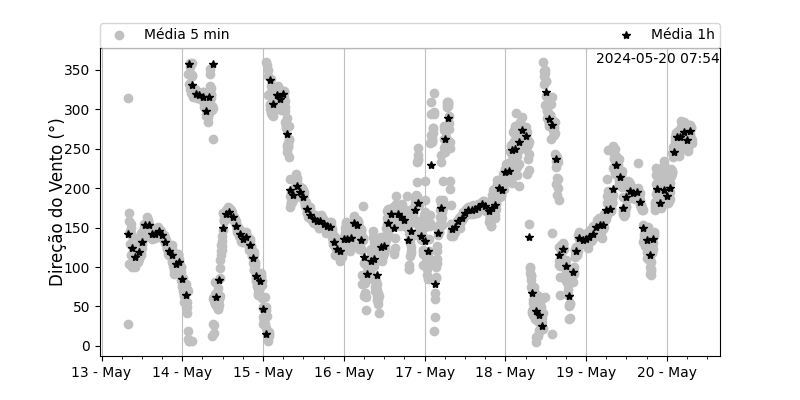 Média 5 min
Média 1h
2024-05-20 07:54
Direção do Vento (°)
350
300
250
200
150
100
50
0
13 - May
14 - May
15 - May
16 - May
17 - May
18 - May
19 - May
20 - May